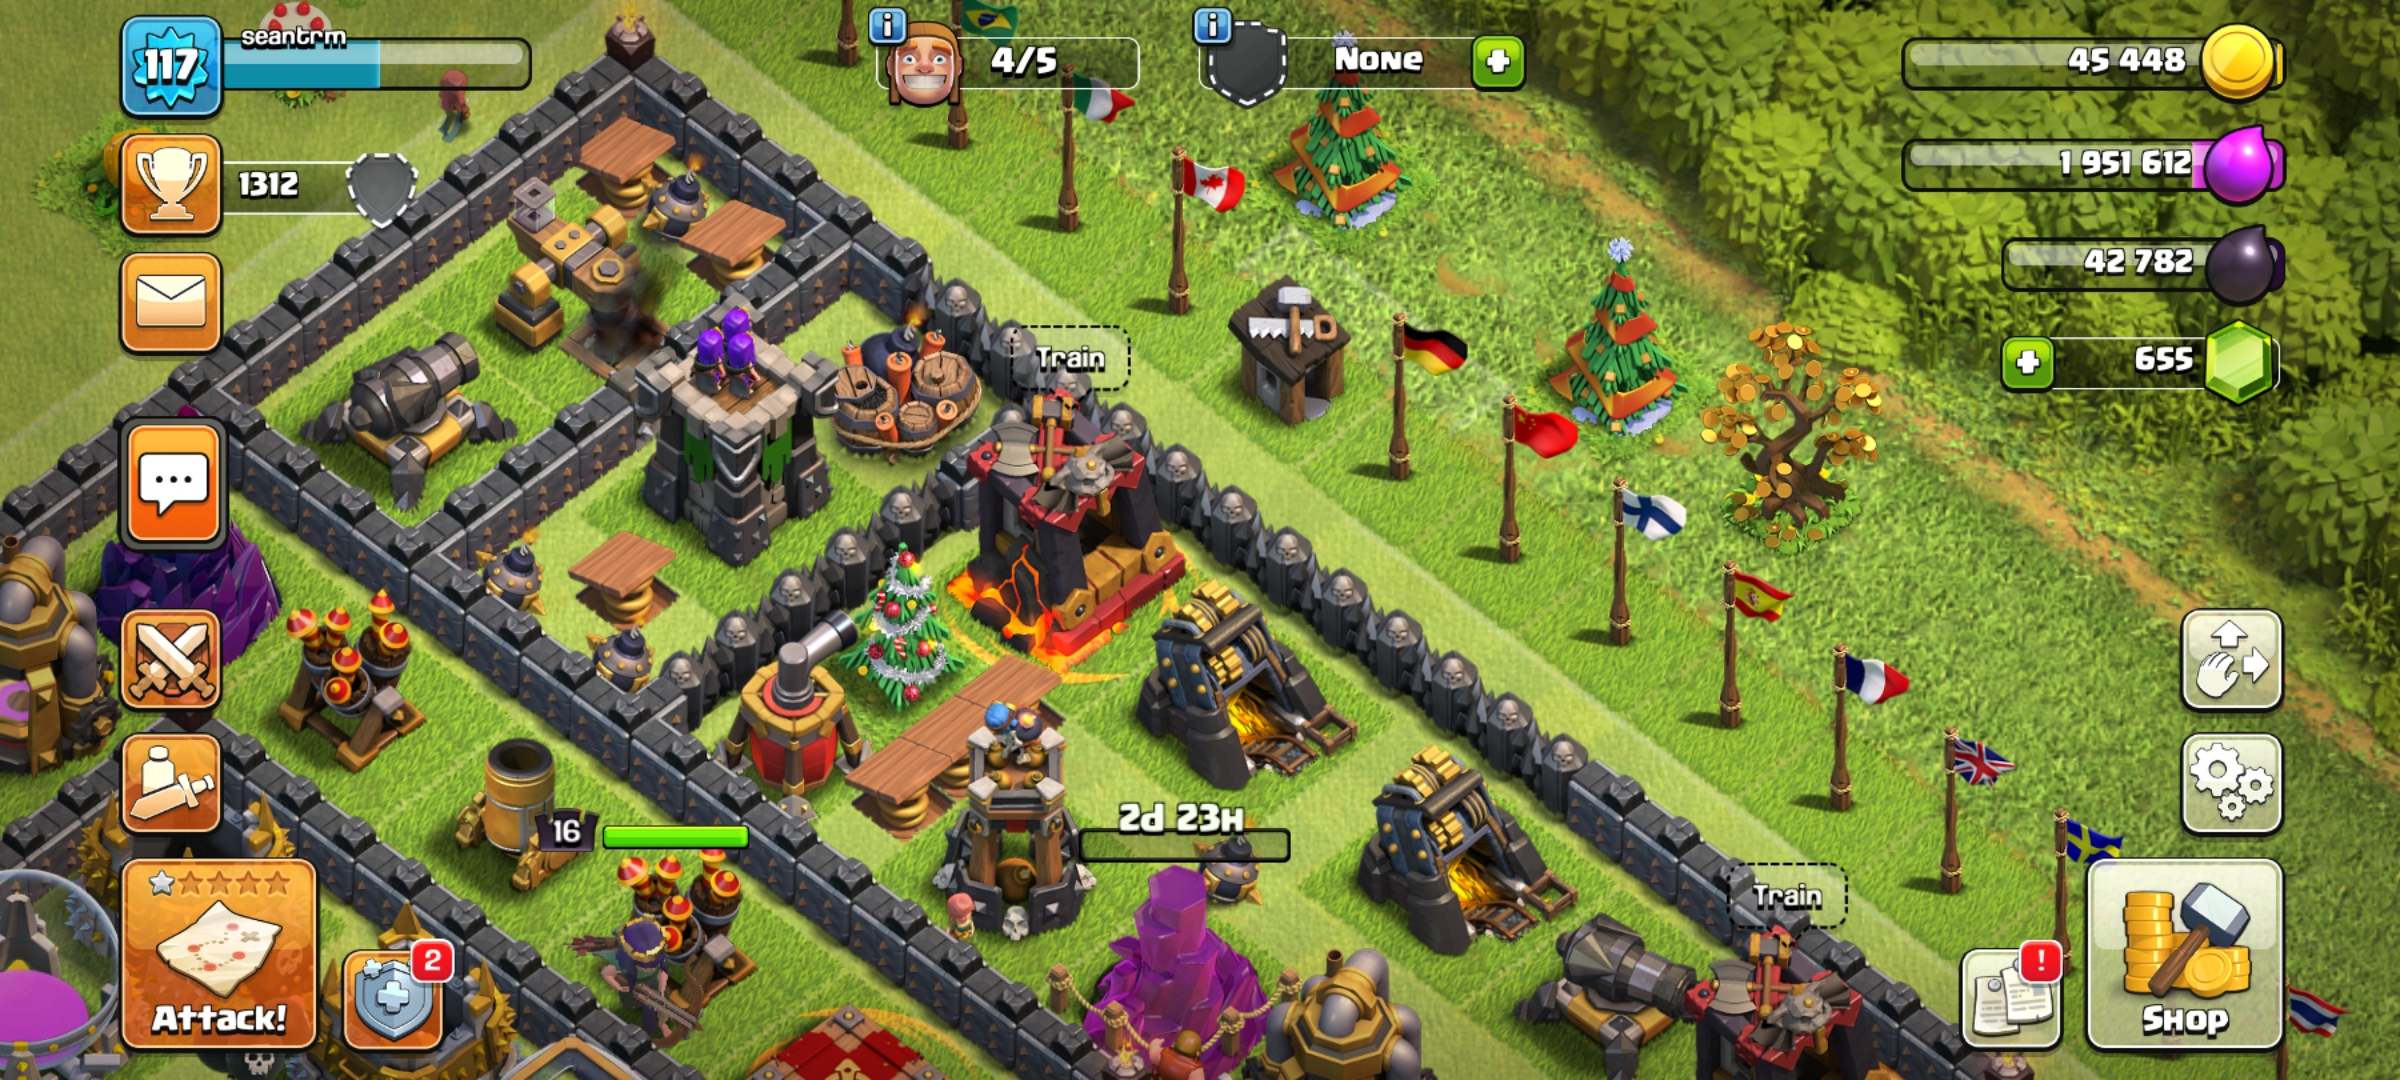 117
seantrm
i
4/5
i
None
45 448
1312
1 951 612
42 782
655
Train
16
2d 23H
Train
2
!
Attack!
Shop